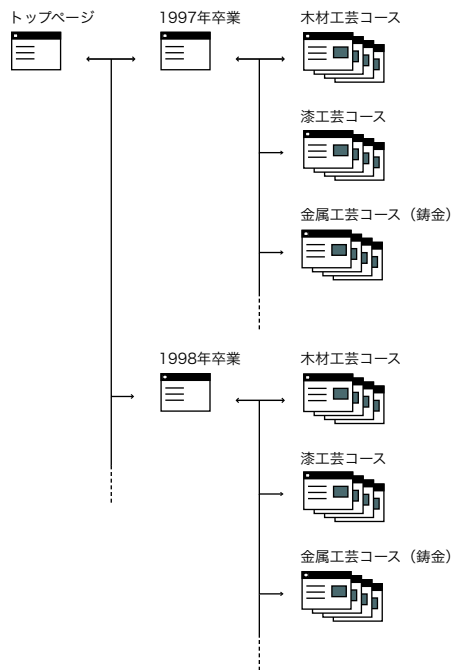 トップページ
1997年卒業
木材工芸コース
漆工芸コース
金属工芸コース（鋳金）
1998年卒業
木材工芸コース
漆工芸コース
金属工芸コース（鋳金）